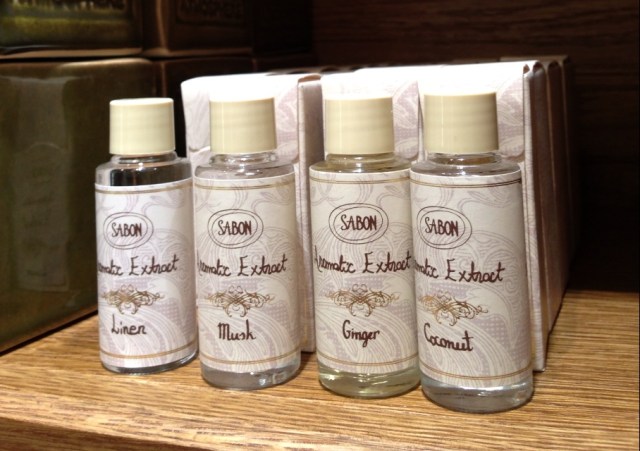 SABON
Aromatic Extract
Linen
SABON
Aromatic Extract
Musk
SABON
Aromatic Extract
Ginger
SABON
Aromatic Extract
Coconut